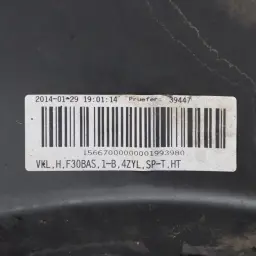 2014-01-29 19:01:14 Pruefer: 39447
15667000000001993980
VKL,H,F30BAS,1-B,4ZYL,SP-T,HT